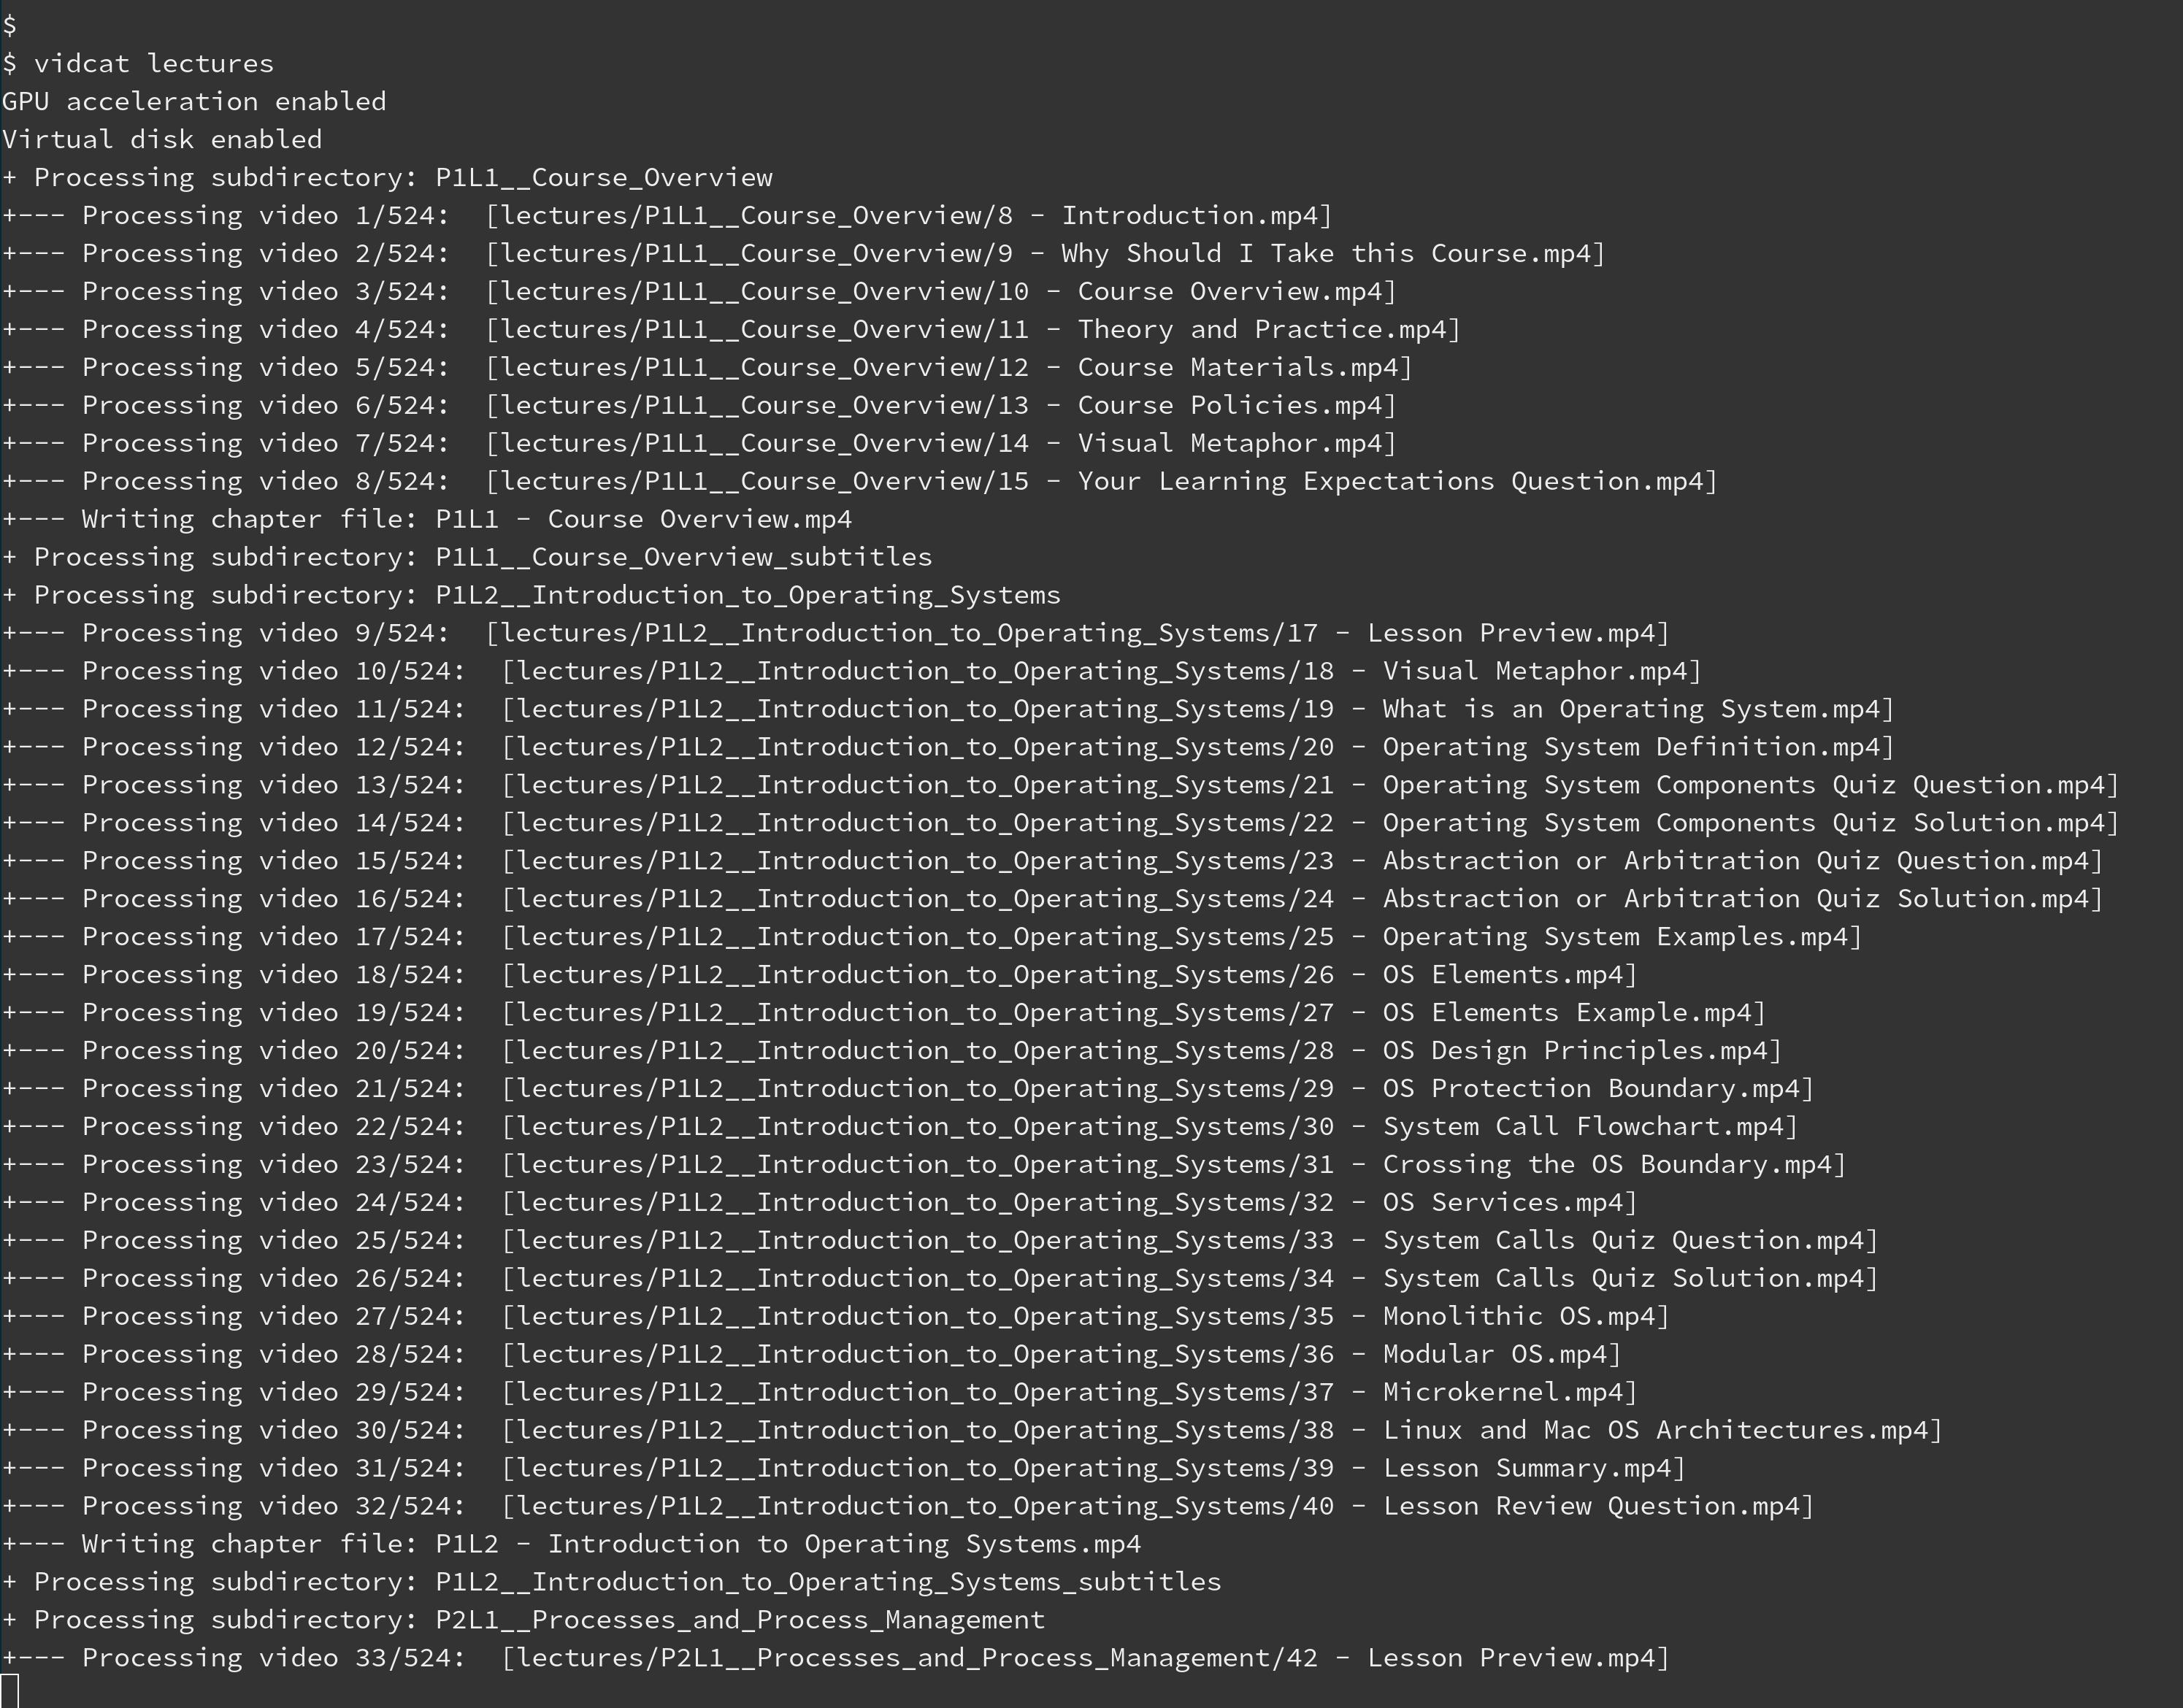 $
$ vidcat lectures
GPU acceleration enabled
Virtual disk enabled
+ Processing subdirectory: P1L1__Course_Overview
+--- Processing video 1/524:  [lectures/P1L1__Course_Overview/8 - Introduction.mp4]
+--- Processing video 2/524:  [lectures/P1L1__Course_Overview/9 - Why Should I Take this Course.mp4]
+--- Processing video 3/524:  [lectures/P1L1__Course_Overview/10 - Course Overview.mp4]
+--- Processing video 4/524:  [lectures/P1L1__Course_Overview/11 - Theory and Practice.mp4]
+--- Processing video 5/524:  [lectures/P1L1__Course_Overview/12 - Course Materials.mp4]
+--- Processing video 6/524:  [lectures/P1L1__Course_Overview/13 - Course Policies.mp4]
+--- Processing video 7/524:  [lectures/P1L1__Course_Overview/14 - Visual Metaphor.mp4]
+--- Processing video 8/524:  [lectures/P1L1__Course_Overview/15 - Your Learning Expectations Question.mp4]
+--- Writing chapter file: P1L1 - Course Overview.mp4
+ Processing subdirectory: P1L1__Course_Overview_subtitles
+ Processing subdirectory: P1L2__Introduction_to_Operating_Systems
+--- Processing video 9/524:  [lectures/P1L2__Introduction_to_Operating_Systems/17 - Lesson Preview.mp4]
+--- Processing video 10/524:  [lectures/P1L2__Introduction_to_Operating_Systems/18 - Visual Metaphor.mp4]
+--- Processing video 11/524:  [lectures/P1L2__Introduction_to_Operating_Systems/19 - What is an Operating System.mp4]
+--- Processing video 12/524:  [lectures/P1L2__Introduction_to_Operating_Systems/20 - Operating System Definition.mp4]
+--- Processing video 13/524:  [lectures/P1L2__Introduction_to_Operating_Systems/21 - Operating System Components Quiz Question.mp4]
+--- Processing video 14/524:  [lectures/P1L2__Introduction_to_Operating_Systems/22 - Operating System Components Quiz Solution.mp4]
+--- Processing video 15/524:  [lectures/P1L2__Introduction_to_Operating_Systems/23 - Abstraction or Arbitration Quiz Question.mp4]
+--- Processing video 16/524:  [lectures/P1L2__Introduction_to_Operating_Systems/24 - Abstraction or Arbitration Quiz Solution.mp4]
+--- Processing video 17/524:  [lectures/P1L2__Introduction_to_Operating_Systems/25 - Operating System Examples.mp4]
+--- Processing video 18/524:  [lectures/P1L2__Introduction_to_Operating_Systems/26 - OS Elements.mp4]
+--- Processing video 19/524:  [lectures/P1L2__Introduction_to_Operating_Systems/27 - OS Elements Example.mp4]
+--- Processing video 20/524:  [lectures/P1L2__Introduction_to_Operating_Systems/28 - OS Design Principles.mp4]
+--- Processing video 21/524:  [lectures/P1L2__Introduction_to_Operating_Systems/29 - OS Protection Boundary.mp4]
+--- Processing video 22/524:  [lectures/P1L2__Introduction_to_Operating_Systems/30 - System Call Flowchart.mp4]
+--- Processing video 23/524:  [lectures/P1L2__Introduction_to_Operating_Systems/31 - Crossing the OS Boundary.mp4]
+--- Processing video 24/524:  [lectures/P1L2__Introduction_to_Operating_Systems/32 - OS Services.mp4]
+--- Processing video 25/524:  [lectures/P1L2__Introduction_to_Operating_Systems/33 - System Calls Quiz Question.mp4]
+--- Processing video 26/524:  [lectures/P1L2__Introduction_to_Operating_Systems/34 - System Calls Quiz Solution.mp4]
+--- Processing video 27/524:  [lectures/P1L2__Introduction_to_Operating_Systems/35 - Monolithic OS.mp4]
+--- Processing video 28/524:  [lectures/P1L2__Introduction_to_Operating_Systems/36 - Modular OS.mp4]
+--- Processing video 29/524:  [lectures/P1L2__Introduction_to_Operating_Systems/37 - Microkernel.mp4]
+--- Processing video 30/524:  [lectures/P1L2__Introduction_to_Operating_Systems/38 - Linux and Mac OS Architectures.mp4]
+--- Processing video 31/524:  [lectures/P1L2__Introduction_to_Operating_Systems/39 - Lesson Summary.mp4]
+--- Processing video 32/524:  [lectures/P1L2__Introduction_to_Operating_Systems/40 - Lesson Review Question.mp4]
+--- Writing chapter file: P1L2 - Introduction to Operating Systems.mp4
+ Processing subdirectory: P1L2__Introduction_to_Operating_Systems_subtitles
+ Processing subdirectory: P2L1__Processes_and_Process_Management
+--- Processing video 33/524:  [lectures/P2L1__Processes_and_Process_Management/42 - Lesson Preview.mp4]